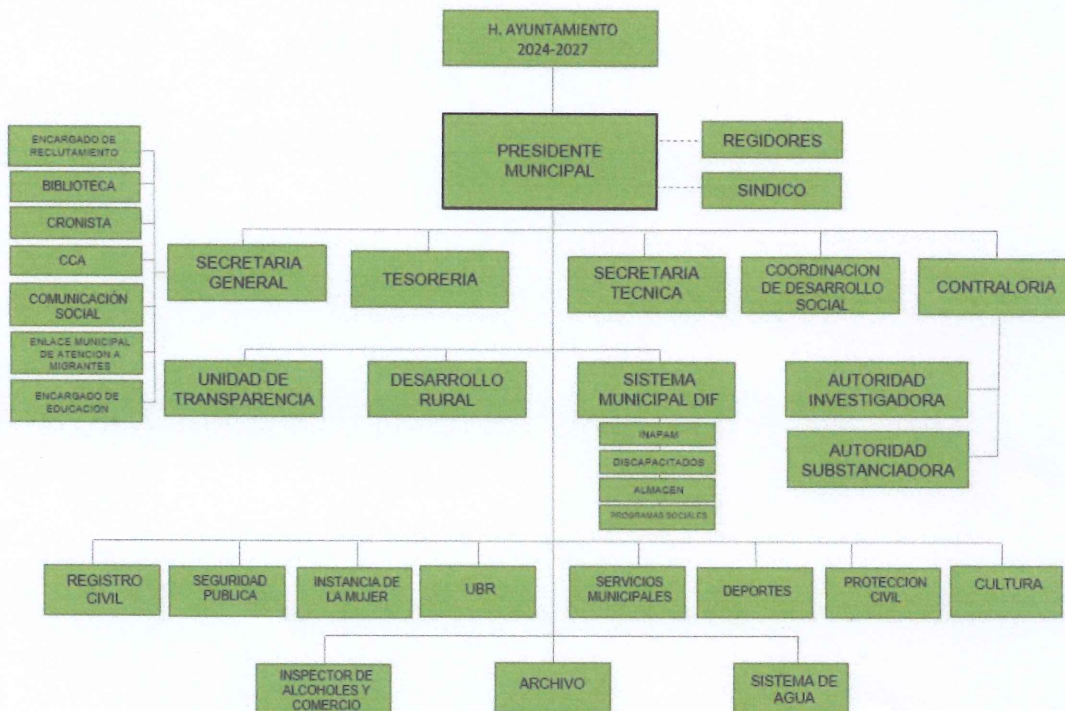 H. AYUNTAMIENTO
2024-2027
PRESIDENTE
MUNICIPAL
REGIDORES
SINDICO
ENCARGADO DE
RECLUTAMIENTO
BIBLIOTECA
CRONISTA
CCA
COMUNICACIÓN
SOCIAL
ENLACE MUNICIPAL
DE ATENCION A
MIGRANTES
ENCARGADO DE
EDUCACION
SECRETARIA
GENERAL
TESORERIA
SECRETARIA
TECNICA
COORDINACION
DE DESARROLLO
SOCIAL
CONTRALORIA
UNIDAD DE
TRANSPARENCIA
DESARROLLO
RURAL
SISTEMA
MUNICIPAL DIF
INAPAM
DISCAPACITADOS
ALMACEN
PROGRAMAS SOCIALES
AUTORIDAD
INVESTIGADORA
AUTORIDAD
SUBSTANCIADORA
REGISTRO
CIVIL
SEGURIDAD
PUBLICA
INSTANCIA DE
LA MUJER
UBR
SERVICIOS
MUNICIPALES
DEPORTES
PROTECCION
CIVIL
CULTURA
INSPECTOR DE
ALCOHOLES Y
COMERCIO
ARCHIVO
SISTEMA DE
AGUA